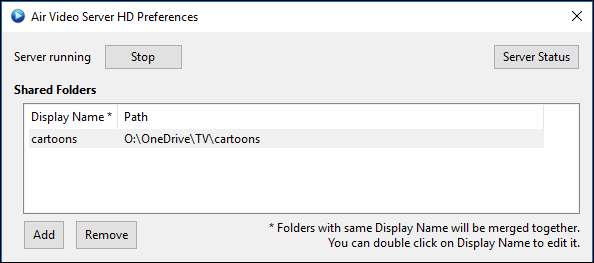 Air Video Server HD Preferences
Server running Stop Server Status
Shared Folders
Display Name * Path
cartoons O:\OneDrive\TV\cartoons
Add Remove * Folders with same Display Name will be merged together.
You can double click on Display Name to edit it.